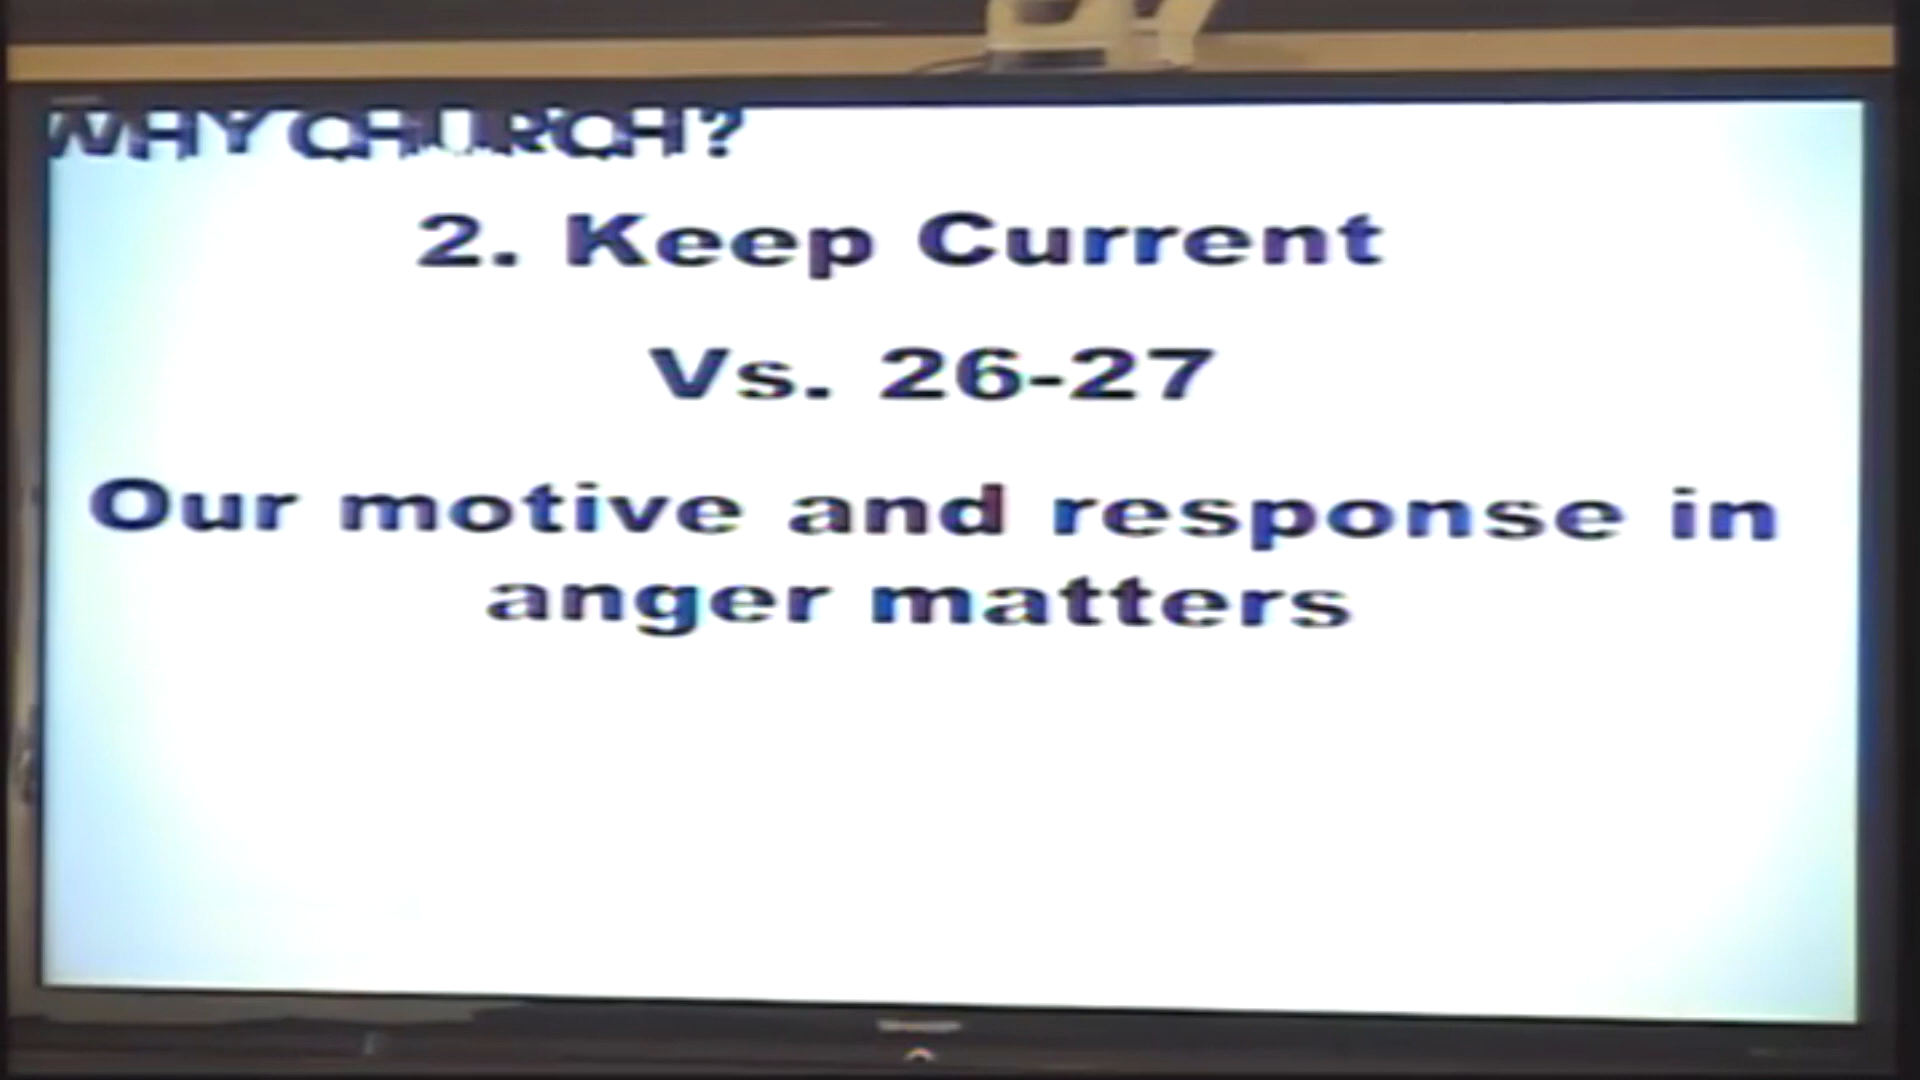 WHY CHURCH?
2. Keep Current
Vs. 26-27
Our motive and response in
anger matters